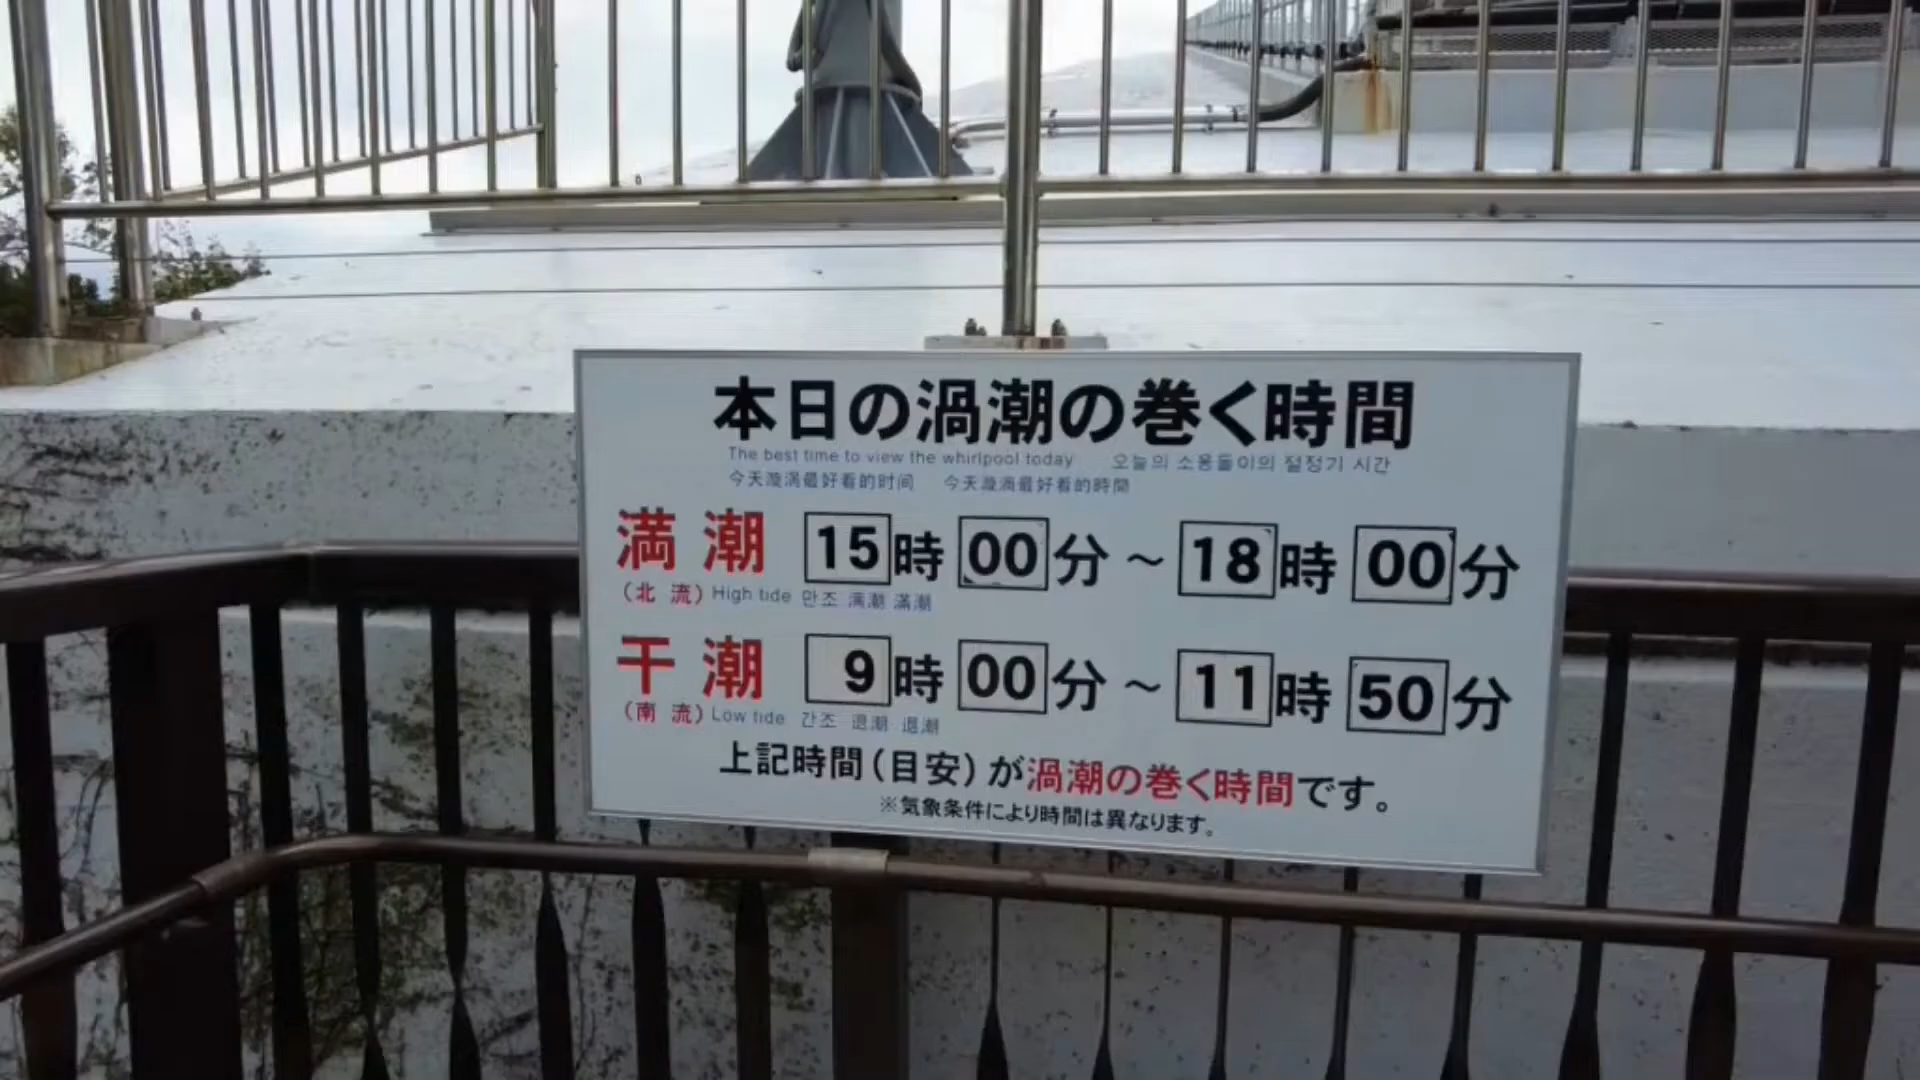 本日の渦潮の巻く時間
The best time to view the whirlpool today 오늘의 소용돌이의 절정기 시간
今天漩涡最好看的时间 今天漩渦最好看的時間
満潮 15時00分～18時00分
(北流) High tide 만조 满潮 滿潮
干潮 9時00分～11時50分
(南流) Low tide 간조 退潮 退潮
上記時間(目安)が渦潮の巻く時間です。
※気象条件により時間は異なります。